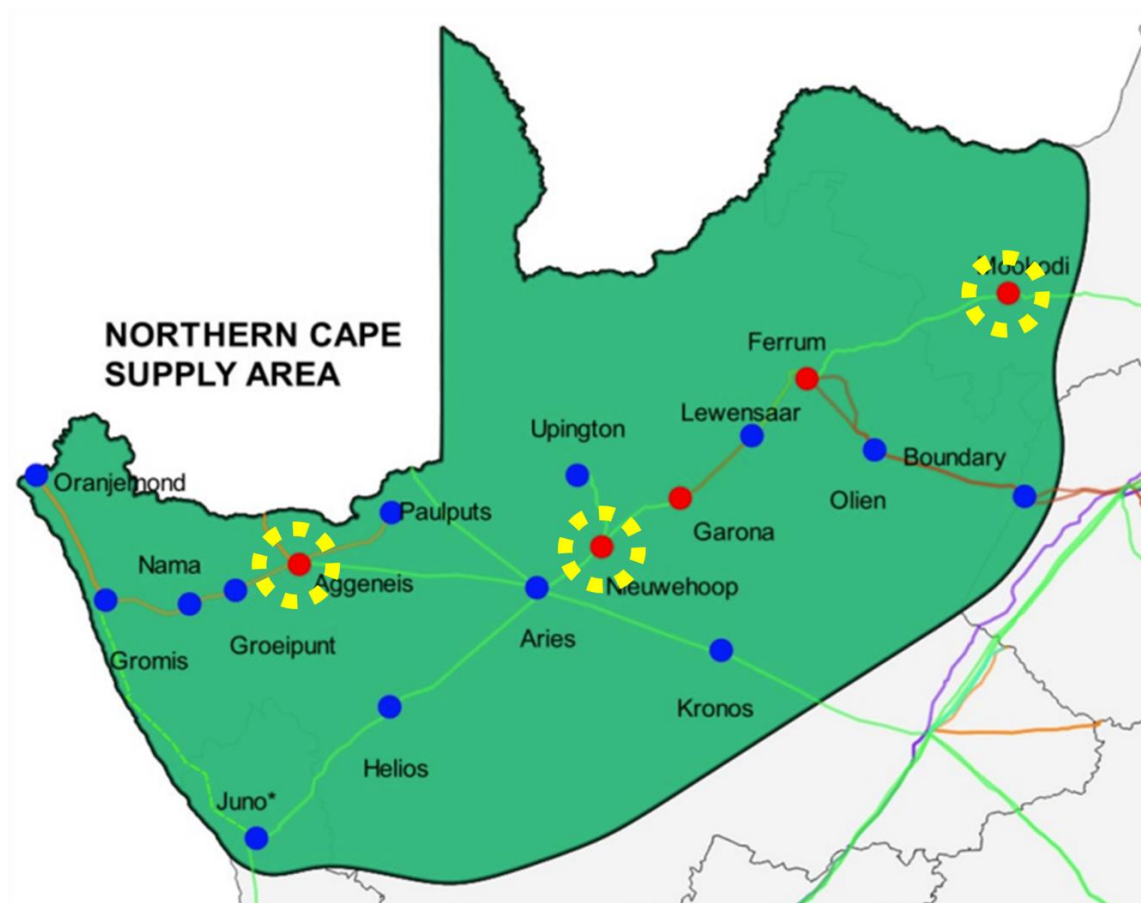 Mookodi
NORTHERN CAPE
SUPPLY AREA
Ferrum
Lewensaar
Upington
Boundary
Oranjemond
Olien
Paulputs
Garona
Nama
Aggeneis
Nieuwehoop
Groeipunt
Aries
Gromis
Kronos
Helios
Juno*